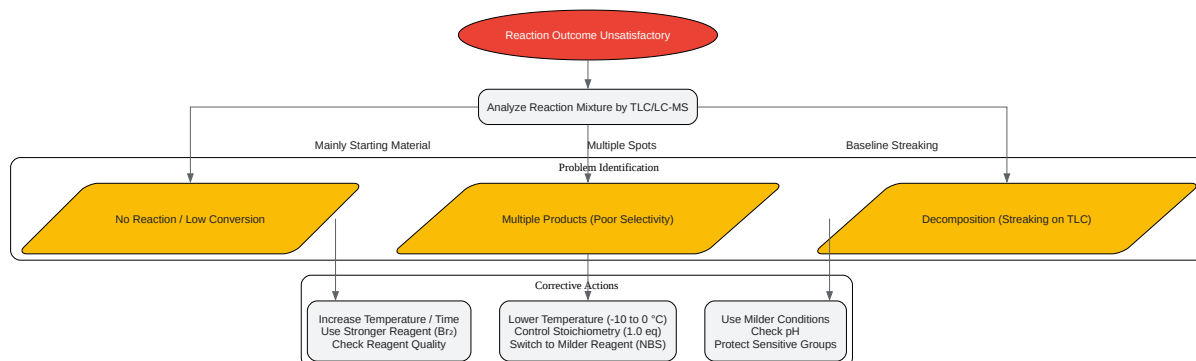 Reaction Outcome Unsatisfactory
Analyze Reaction Mixture by TLC/LC-MS
Mainly Starting Material
Multiple Spots
Baseline Streaking
Problem Identification
No Reaction / Low Conversion
Multiple Products (Poor Selectivity)
Decomposition (Streaking on TLC)
Corrective Actions
Increase Temperature / Time
Use Stronger Reagent (Br₂)
Check Reagent Quality
Lower Temperature (-10 to 0 °C)
Control Stoichiometry (1.0 eq)
Switch to Milder Reagent (NBS)
Use Milder Conditions
Check pH
Protect Sensitive Groups